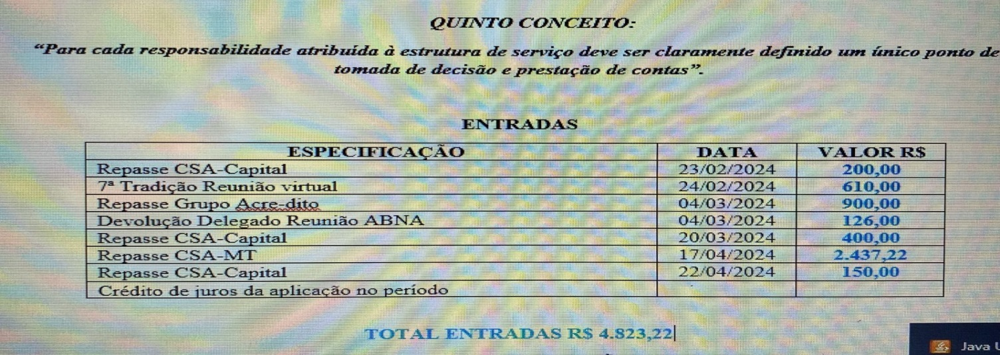 QUINTO CONCEITO:
“Para cada responsabilidade atribuída à estrutura de serviço deve ser claramente definido um único ponto de
tomada de decisão e prestação de contas”.
ENTRADAS
ESPECIFICAÇÃO DATA VALOR R$
Repasse CSA-Capital 23/02/2024 200,00
7ª Tradição Reunião virtual 24/02/2024 610,00
Repasse Grupo Acre-dito 04/03/2024 900,00
Devolução Delegado Reunião ABNA 04/03/2024 126,00
Repasse CSA-Capital 20/03/2024 400,00
Repasse CSA-MT 17/04/2024 2.437,22
Repasse CSA-Capital 22/04/2024 150,00
Crédito de juros da aplicação no período
TOTAL ENTRADAS R$ 4.823,22
Java